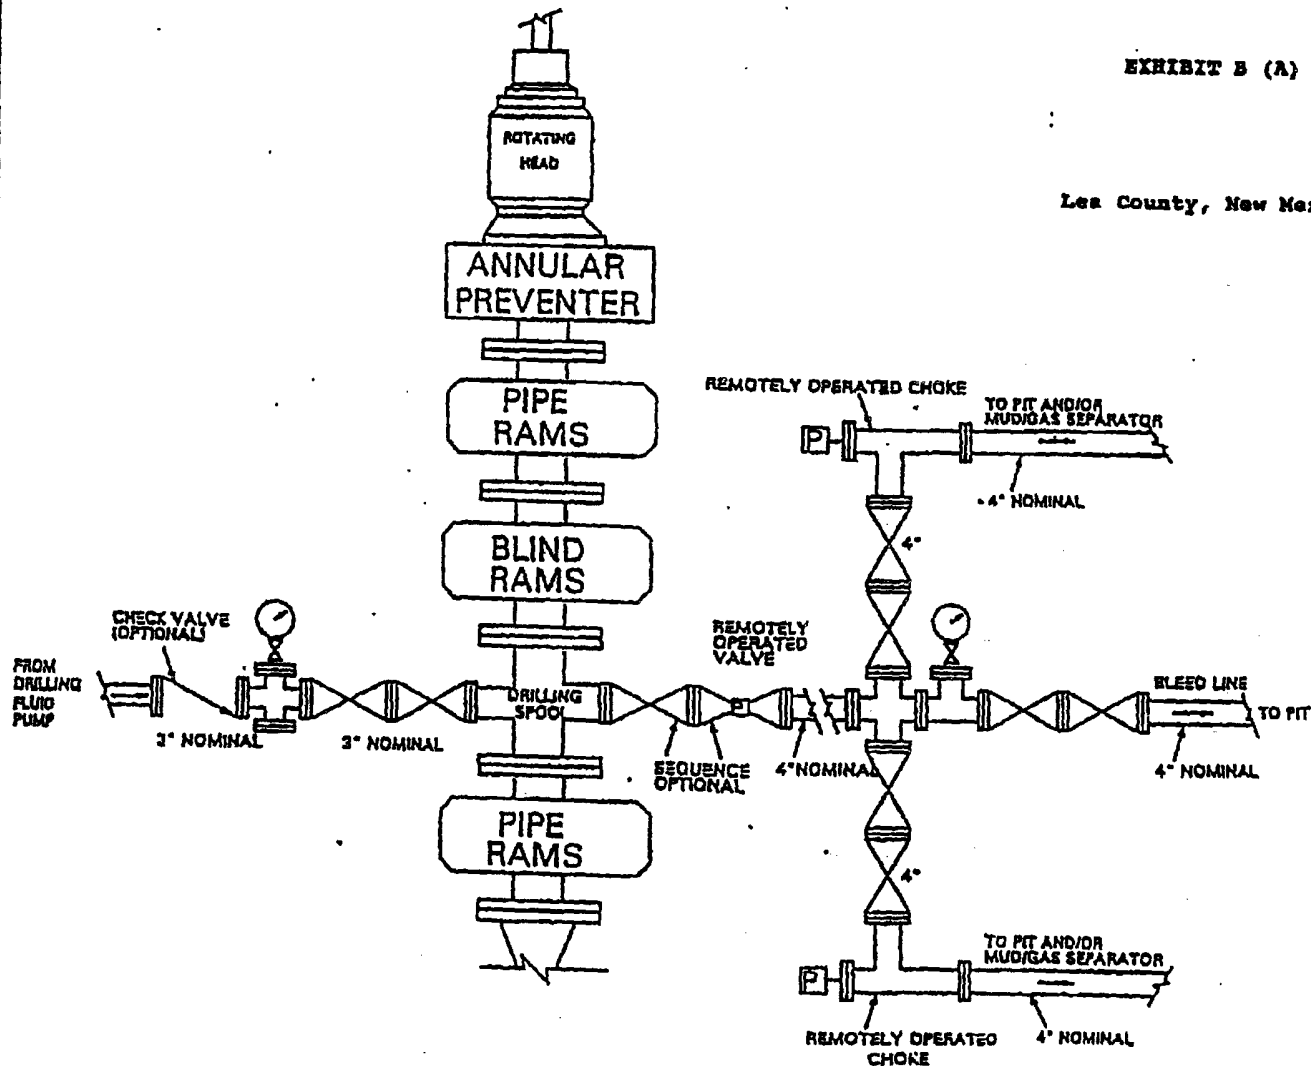 EXHIBIT B (A)
Lea County, New
ROTATING
HEAD
ANNULAR
PREVENTER
PIPE
RAMS
BLIND
RAMS
DRILLING
SPOOL
PIPE
RAMS
CHECK VALVE
(OPTIONAL)
FROM
DRILLING
FLUID
PUMP
NOMINAL
NOMINAL
SEQUENCE
OPTIONAL
REMOTELY
OPERATED
VALVE
4" NOMINAL
REMOTELY OPERATED CHOKE
P
TO PIT AND/OR
MUD/GAS SEPARATOR
4" NOMINAL
4"
BLEED LINE
TO PIT
4" NOMINAL
4"
TO PIT AND/OR
MUD/GAS SEPARATOR
P
REMOTELY OPERATED
CHOKE
4" NOMINAL